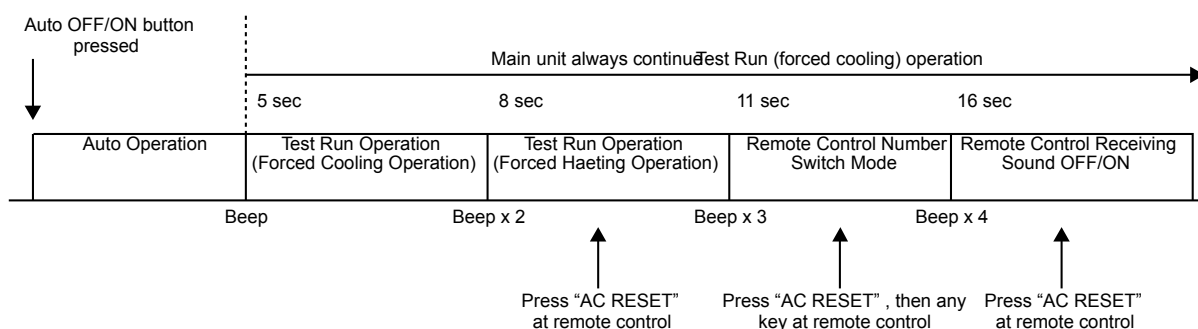 Auto OFF/ON button
pressed
Main unit always continueTest Run (forced cooling) operation
5 sec
8 sec
11 sec
16 sec
Auto Operation
Test Run Operation
(Forced Cooling Operation)
Test Run Operation
(Forced Haeting Operation)
Remote Control Number
Switch Mode
Remote Control Receiving
Sound OFF/ON
Beep
Beep x 2
Beep x 3
Beep x 4
Press “AC RESET”
at remote control
Press “AC RESET” , then any
key at remote control
Press “AC RESET”
at remote control